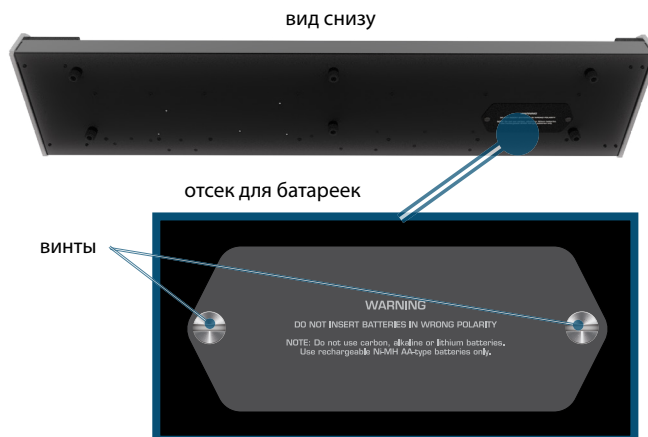 вид снизу
отсек для батареек
винты
WARNING
DO NOT INSERT BATTERIES IN WRONG POLARITY
NOTE: Do not use carbon, alkaline or lithium batteries.
Use rechargeable Ni-MH AA-type batteries only.